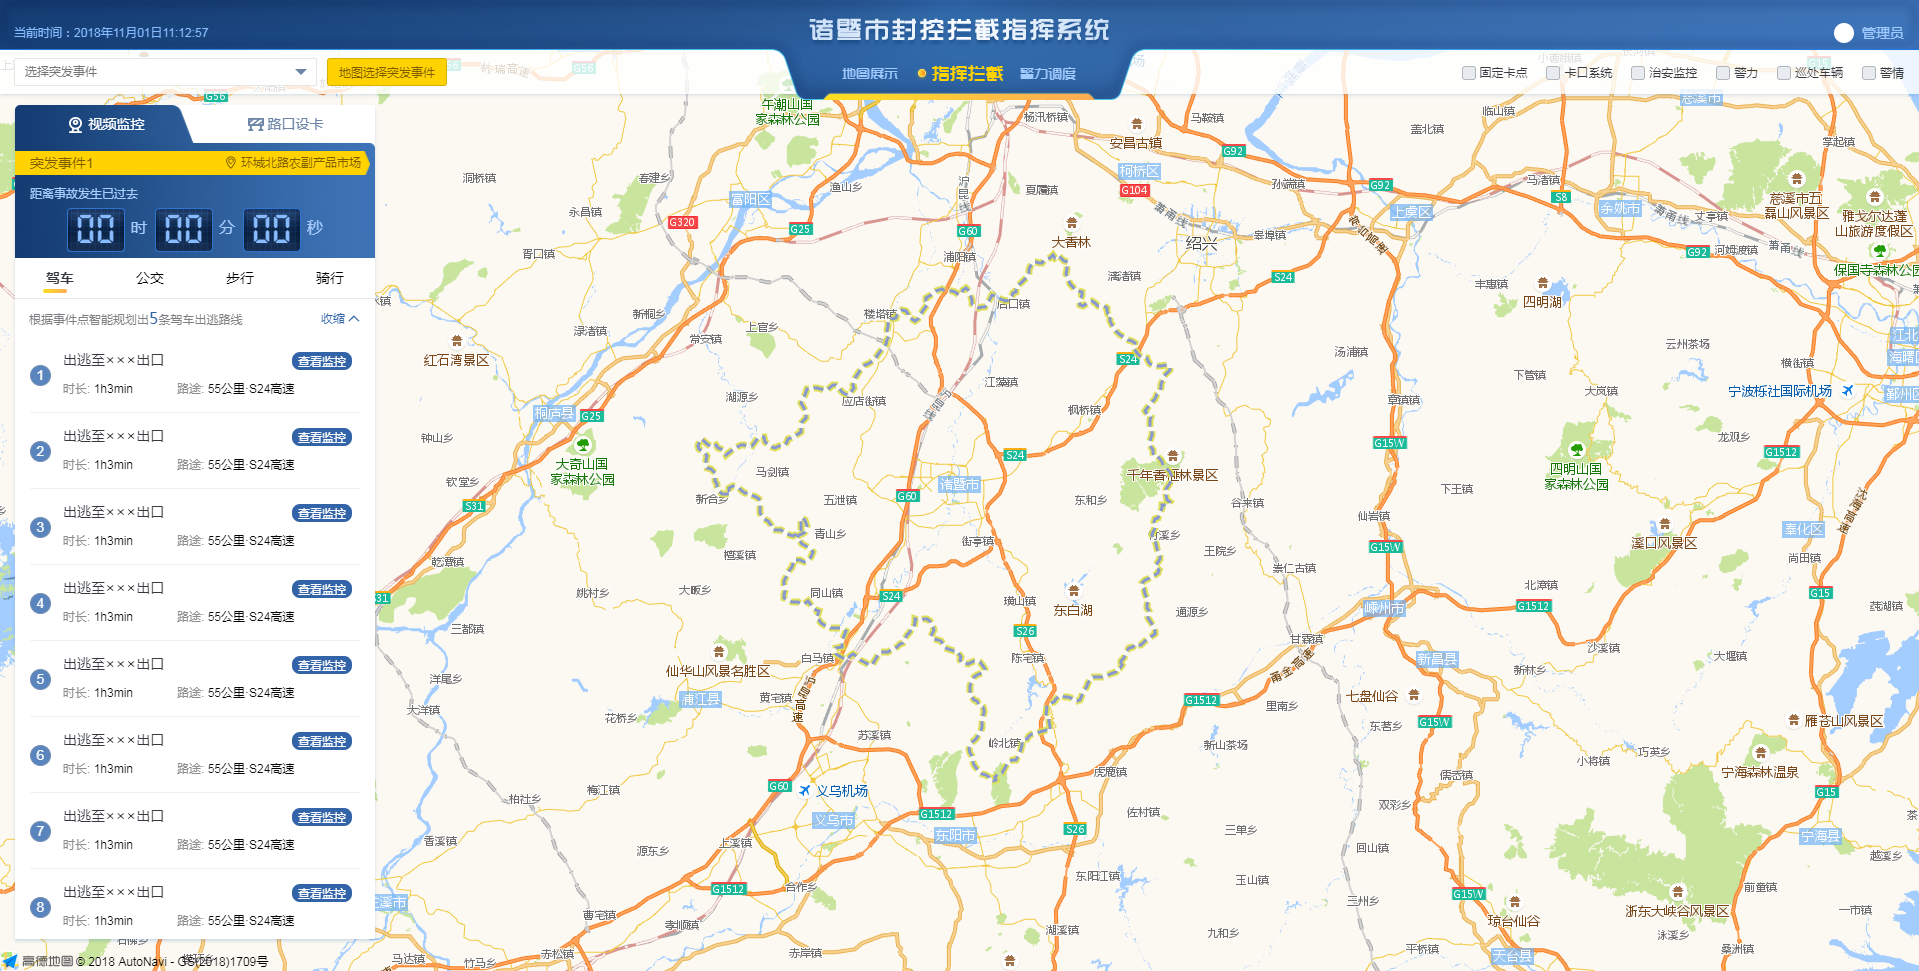 当前时间：2018年11月01日11:12:57
诸暨市封控拦截指挥系统
管理员
选择突发事件
地图选择突发事件
地图展示
指挥拦截
警力调度
固定卡点
卡口系统
治安监控
警力
巡处车辆
警情
视频监控
路口设卡
突发事件1
环城北路农副产品市场
距离事故发生已过去
00 时 00 分 00 秒
驾车
公交
步行
骑行
根据事件点智能规划出5条驾车出逃路线
收缩
1
出逃至×××出口
查看监控
时长: 1h3min
路途: 55公里·S24高速
2
出逃至×××出口
查看监控
时长: 1h3min
路途: 55公里·S24高速
3
出逃至×××出口
查看监控
时长: 1h3min
路途: 55公里·S24高速
4
出逃至×××出口
查看监控
时长: 1h3min
路途: 55公里·S24高速
5
出逃至×××出口
查看监控
时长: 1h3min
路途: 55公里·S24高速
6
出逃至×××出口
查看监控
时长: 1h3min
路途: 55公里·S24高速
7
出逃至×××出口
查看监控
时长: 1h3min
路途: 55公里·S24高速
8
出逃至×××出口
查看监控
时长: 1h3min
路途: 55公里·S24高速
G56
午潮山国
家森林公园
杨汛桥镇
安昌古镇
马鞍镇
盖北镇
临山镇
慈溪市
掌起镇
G92
柯桥区
G104
洞桥镇
春建乡
渔山乡
富阳区
夏履镇
孙端镇
G92
马渚镇
S8
余姚市
丈亭镇
慈溪市五
磊山风景区
雅戈尔达蓬
山旅游度假区
永昌镇
G320
G25
G60
大香林
绍兴
皋埠镇
上虞区
G92
河姆渡镇
保国寺森林公园
胥口镇
浦阳镇
漓渚镇
S24
丰惠镇
四明湖
新桐乡
楼塔镇
店口镇
渌渚镇
上官乡
常安镇
红石湾景区
S24
汤浦镇
云州茶场
横街镇
下管镇
大岚镇
宁波栎社国际机场
江北
海曙区
鄞州区
江藻镇
湖源乡
应店街镇
枫桥镇
章镇镇
桐庐县
G25
钟山乡
大奇山国
家森林公园
S24
G15W
龙观乡
G1512
四明山国
家森林公园
马剑镇
千年香榧林景区
钦堂乡
新合乡
五泄镇
诸暨市
G60
东和乡
谷来镇
下王镇
S31
青山乡
仙岩镇
溪口风景区
奉化区
檀溪镇
街亭镇
王院乡
G15W
尚田镇
乾潭镇
崇仁古镇
姚村乡
大畈乡
同山镇
S24
璜山镇
东白湖
通源乡
北漳镇
G1512
G15
莼湖镇
嵊州市
三都镇
S26
甘霖镇
白马镇
陈宅镇
沙溪镇
大堰镇
仙华山风景名胜区
新昌县
新林乡
洋尾乡
浦江县
黄宅镇
G1512
甬金高速
七盘仙谷
大洋镇
花桥乡
里南乡
东茗乡
G15W
雁苍山风景区
苏溪镇
岭北镇
新山茶场
巧英乡
小将镇
宁海森林温泉
虎鹿镇
儒岙镇
G60
义乌机场
梅江镇
柏社乡
双彩乡
G15
义乌市
G1512
东阳市
佐村镇
S26
三单乡
宁海县
香溪镇
上溪镇
源东乡
回山镇
越溪乡
G1512
合作乡
东阳江镇
玉山镇
前童镇
G15W
三州乡
琼台仙谷
浙东大峡谷风景区
一市镇
曹宅镇
孝顺镇
湖溪镇
九和乡
泳溪乡
马达镇
竹马乡
赤松镇
赤岸镇
平桥镇
天台县
桑洲镇
高德地图 © 2018 AutoNavi - GS(2018)1709号